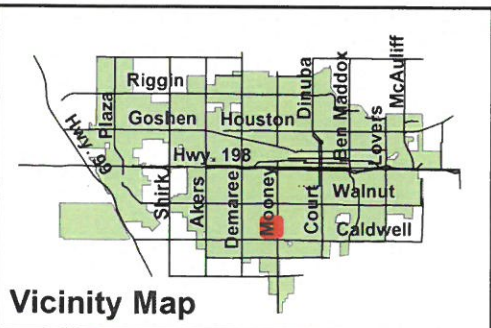 Riggin
Plaza
Goshen
Houston
Dinuba
Ben Maddox
McAuliff
Lovers
Hwy. 99
Hwy. 198
Shirk
Akers
Demaree
Mooney
Court
Walnut
Caldwell
Vicinity Map